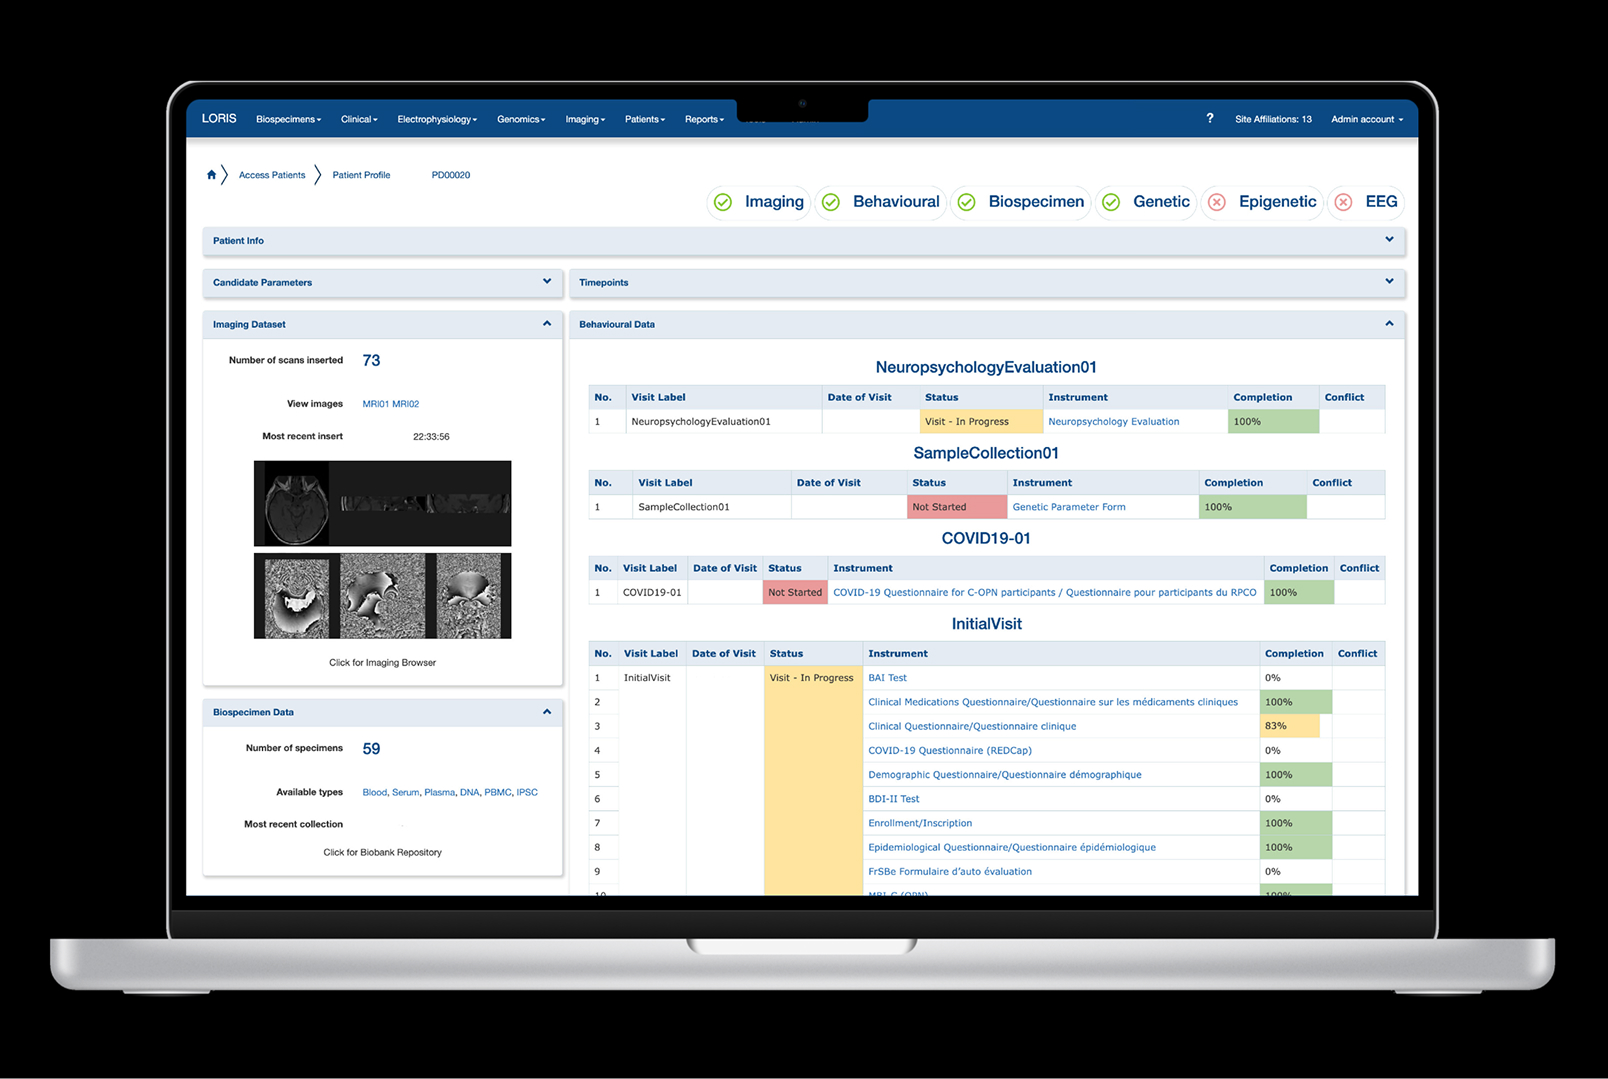 LORIS Biospecimens Clinical Electrophysiology Genomics Imaging Patients Reports ? Site Affiliations: 13 Admin account
Access Patients Patient Profile PD00020
Imaging Behavioural Biospecimen Genetic Epigenetic EEG
Patient Info
Candidate Parameters
Timepoints
Imaging Dataset
Number of scans inserted 73
View images MRI01 MRI02
Most recent insert 22:33:56
Click for Imaging Browser
Biospecimen Data
Number of specimens 59
Available types Blood, Serum, Plasma, DNA, PBMC, IPSC
Most recent collection
Click for Biobank Repository
Behavioural Data
NeuropsychologyEvaluation01
No. Visit Label Date of Visit Status Instrument Completion Conflict
1 NeuropsychologyEvaluation01 Visit - In Progress Neuropsychology Evaluation 100%
SampleCollection01
No. Visit Label Date of Visit Status Instrument Completion Conflict
1 SampleCollection01 Not Started Genetic Parameter Form 100%
COVID19-01
No. Visit Label Date of Visit Status Instrument Completion Conflict
1 COVID19-01 Not Started COVID-19 Questionnaire for C-OPN participants / Questionnaire pour participants du RPCO 100%
InitialVisit
No. Visit Label Date of Visit Status Instrument Completion Conflict
1 InitialVisit Visit - In Progress BAI Test 0%
2 Clinical Medications Questionnaire/Questionnaire sur les médicaments cliniques 100%
3 Clinical Questionnaire/Questionnaire clinique 83%
4 COVID-19 Questionnaire (REDCap) 0%
5 Demographic Questionnaire/Questionnaire démographique 100%
6 BDI-II Test 0%
7 Enrollment/Inscription 100%
8 Epidemiological Questionnaire/Questionnaire épidémiologique 100%
9 FrSBe Formulaire d'auto évaluation 0%
10 100%